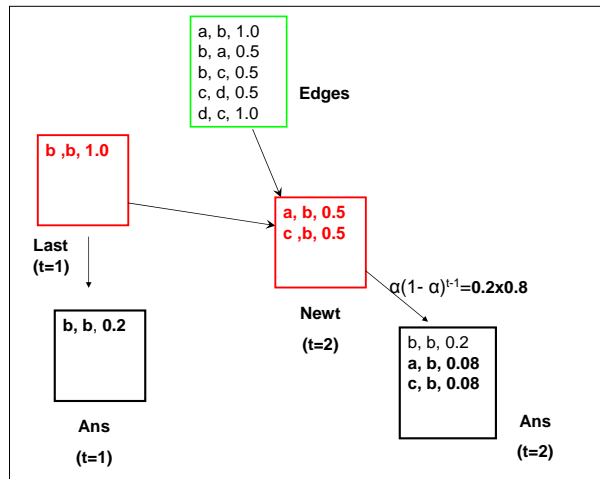 a, b, 1.0
b, a, 0.5
b, c, 0.5
c, d, 0.5
d, c, 1.0
Edges
b ,b, 1.0
Last
(t=1)
a, b, 0.5
c ,b, 0.5
Newt
(t=2)
α(1- α)^{t-1}=0.2x0.8
b, b, 0.2
Ans
(t=1)
b, b, 0.2
a, b, 0.08
c, b, 0.08
Ans
(t=2)